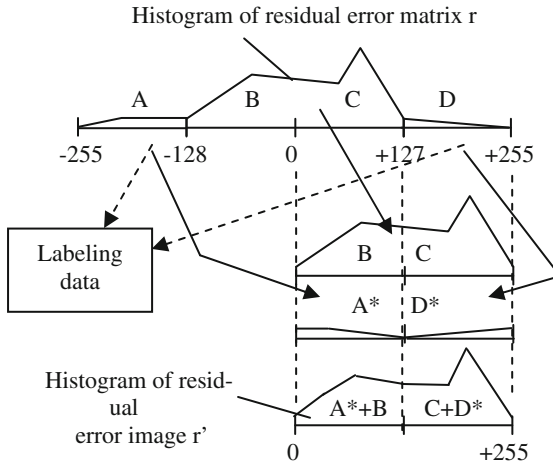 Histogram of residual error matrix r
A B C D
-255 -128 0 +127 +255
Labeling
data
B C
A* D*
Histogram of resid-
ual
error image r’
A*+B C+D*
0 +255